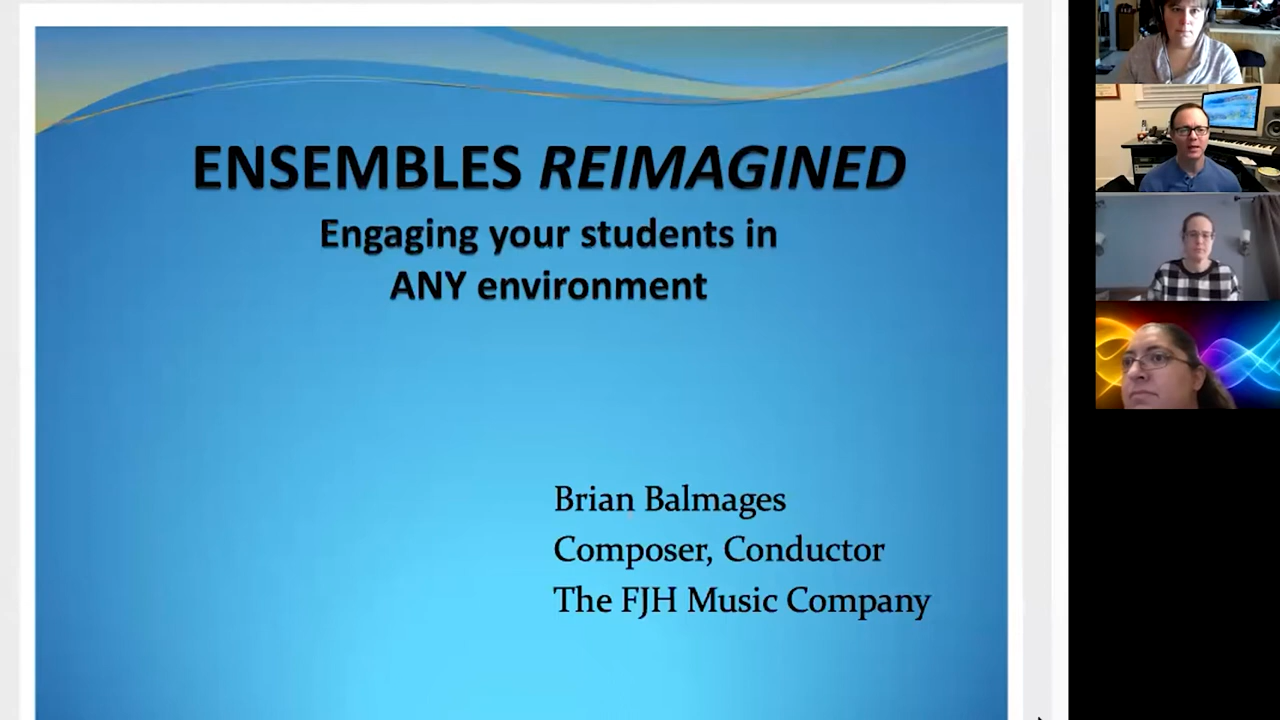 ENSEMBLES REIMAGINED
Engaging your students in
ANY environment
Brian Balmages
Composer, Conductor
The FJH Music Company